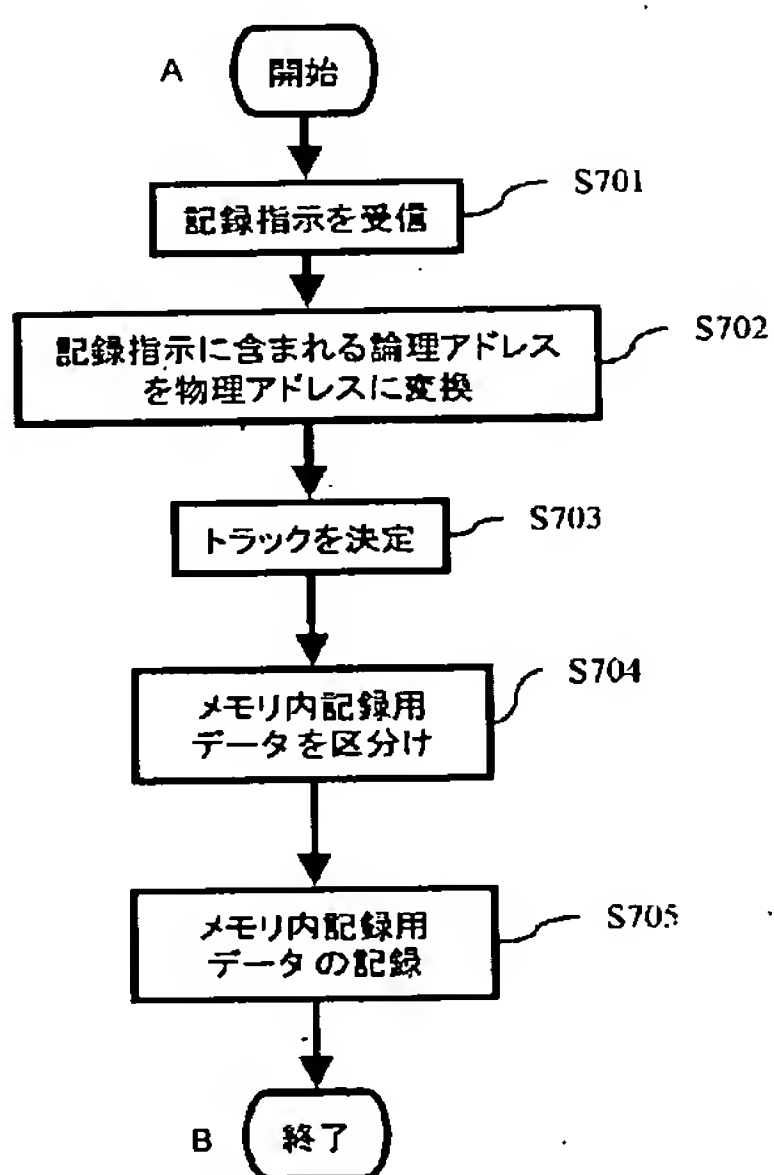 A 開始
記録指示を受信 S701
記録指示に含まれる論理アドレス S702
を物理アドレスに変換
トラックを決定 S703
メモリ内記録用 S704
データを区分け
メモリ内記録用 S705
データの記録
B 終了